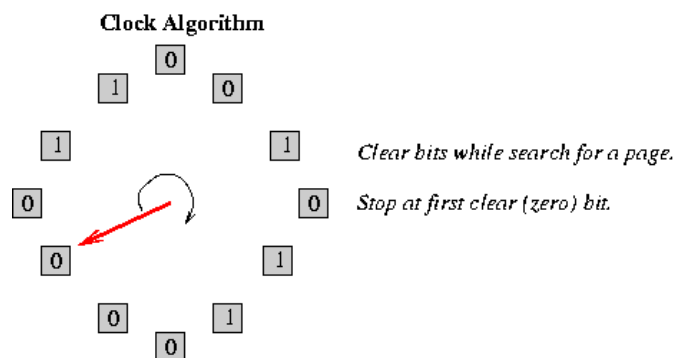 Clock Algorithm
0
1 0
1 1
Clear bits while search for a page.
0 0
Stop at first clear (zero) bit.
0 1
0 1
0